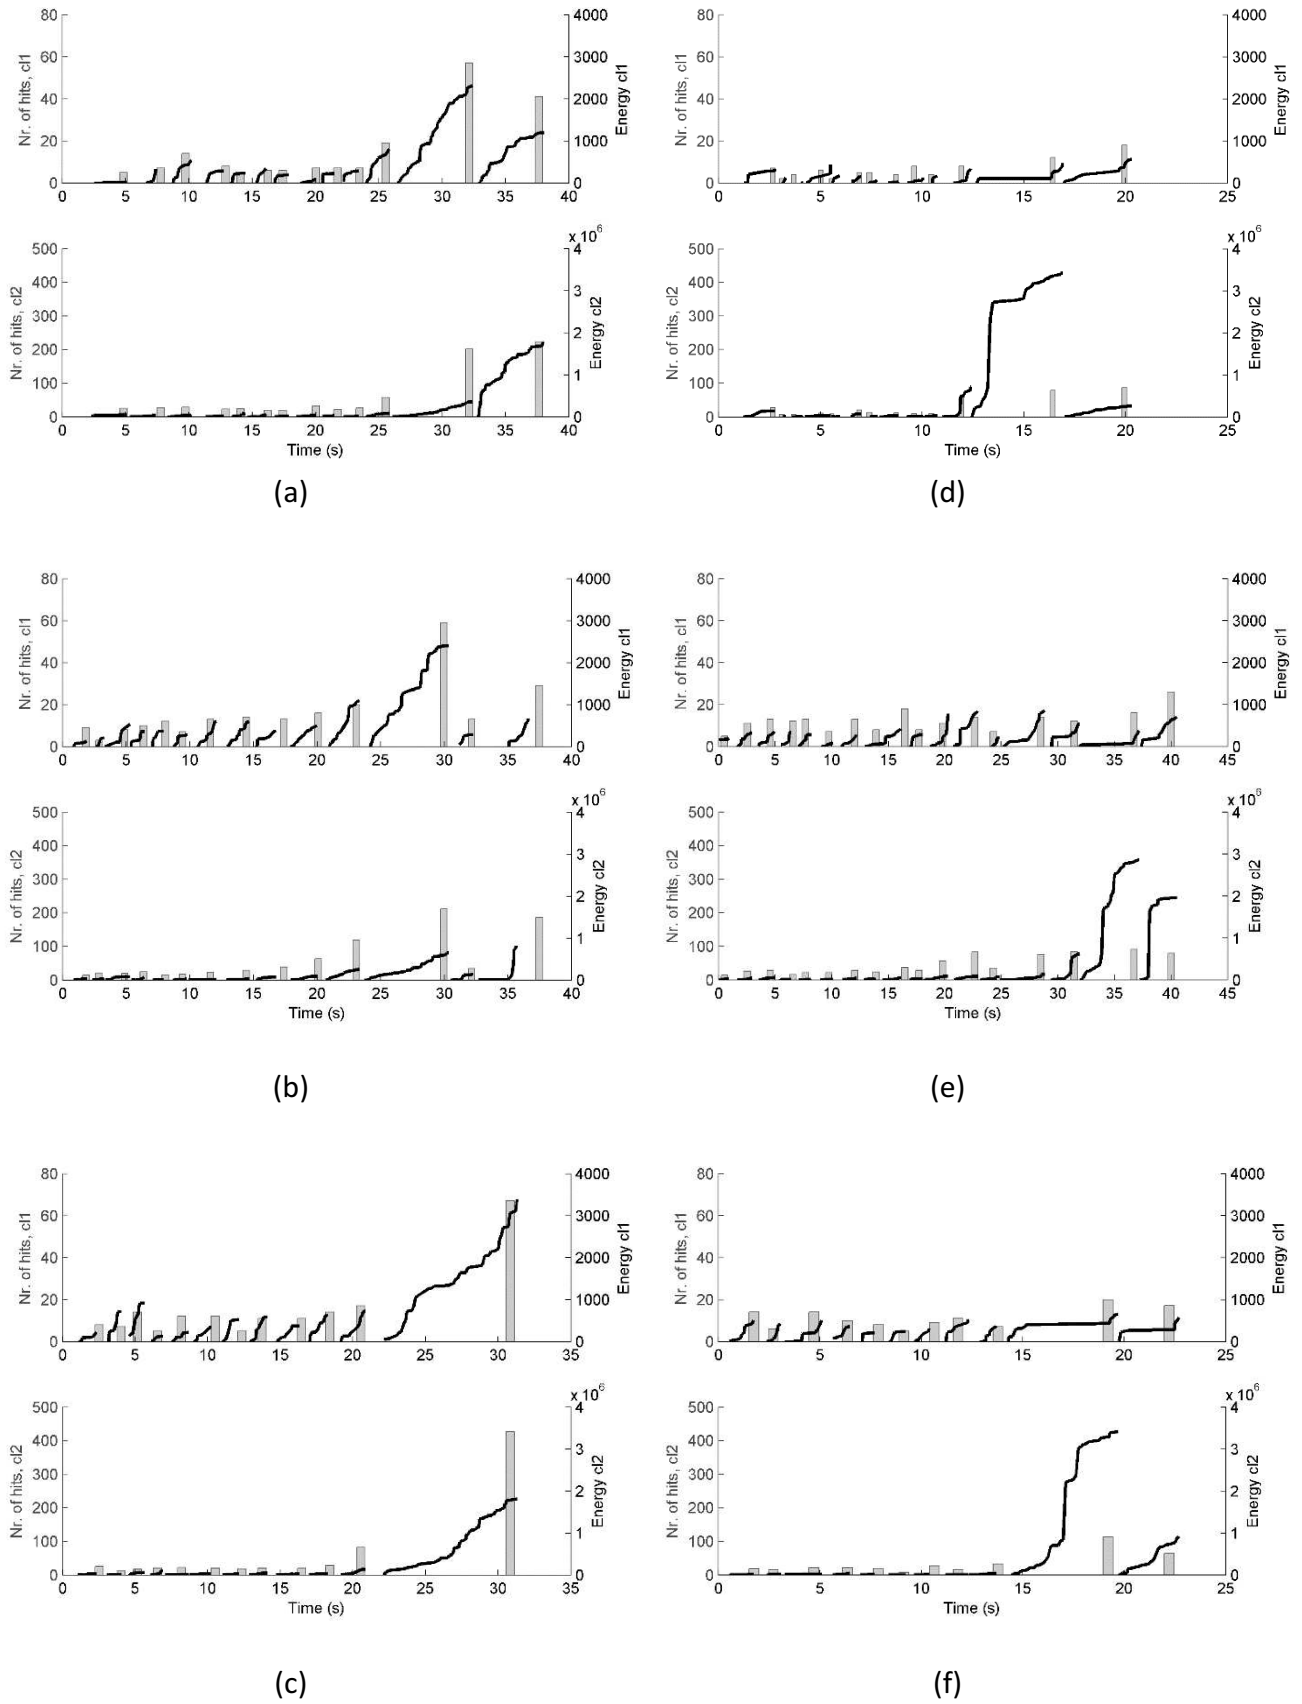 80 4000
60 3000
40 2000
20 1000
0 0
Nr. of hits, cl1
Energy cl1
0 5 10 15 20 25 30 35 40
x 10^6
500 4
400 3
300
200 2
100 1
0 0
Nr. of hits, cl2
Energy cl2
0 5 10 15 20 25 30 35 40
Time (s)
(a)
80 4000
60 3000
40 2000
20 1000
0 0
Nr. of hits, cl1
Energy cl1
0 5 10 15 20 25
x 10^6
500 4
400 3
300
200 2
100 1
0 0
Nr. of hits, cl2
Energy cl2
0 5 10 15 20 25
Time (s)
(d)
80 4000
60 3000
40 2000
20 1000
0 0
Nr. of hits, cl1
Energy cl1
0 5 10 15 20 25 30 35 40
x 10^6
500 4
400 3
300
200 2
100 1
0 0
Nr. of hits, cl2
Energy cl2
0 5 10 15 20 25 30 35 40
Time (s)
(b)
80 4000
60 3000
40 2000
20 1000
0 0
Nr. of hits, cl1
Energy cl1
0 5 10 15 20 25 30 35 40 45
x 10^6
500 4
400 3
300
200 2
100 1
0 0
Nr. of hits, cl2
Energy cl2
0 5 10 15 20 25 30 35 40 45
Time (s)
(e)
80 4000
60 3000
40 2000
20 1000
0 0
Nr. of hits, cl1
Energy cl1
0 5 10 15 20 25 30 35
x 10^6
500 4
400 3
300
200 2
100 1
0 0
Nr. of hits, cl2
Energy cl2
0 5 10 15 20 25 30 35
Time (s)
(c)
80 4000
60 3000
40 2000
20 1000
0 0
Nr. of hits, cl1
Energy cl1
0 5 10 15 20 25
x 10^6
500 4
400 3
300
200 2
100 1
0 0
Nr. of hits, cl2
Energy cl2
0 5 10 15 20 25
Time (s)
(f)